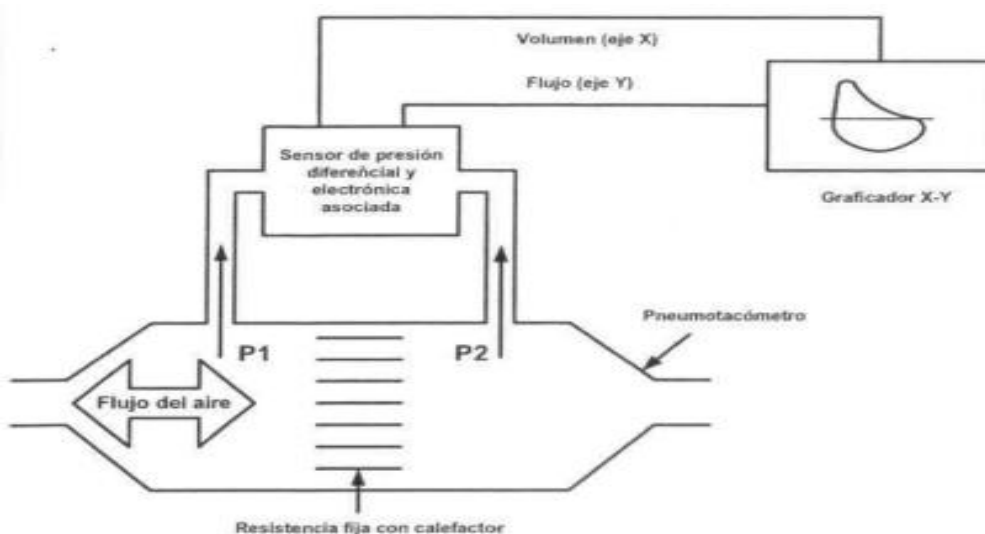 Volumen (eje X)
Flujo (eje Y)
Sensor de presión
diferencial y
electrónica
asociada
Graficador X-Y
Pneumotacómetro
P1
P2
Flujo del aire
Resistencia fija con calefactor